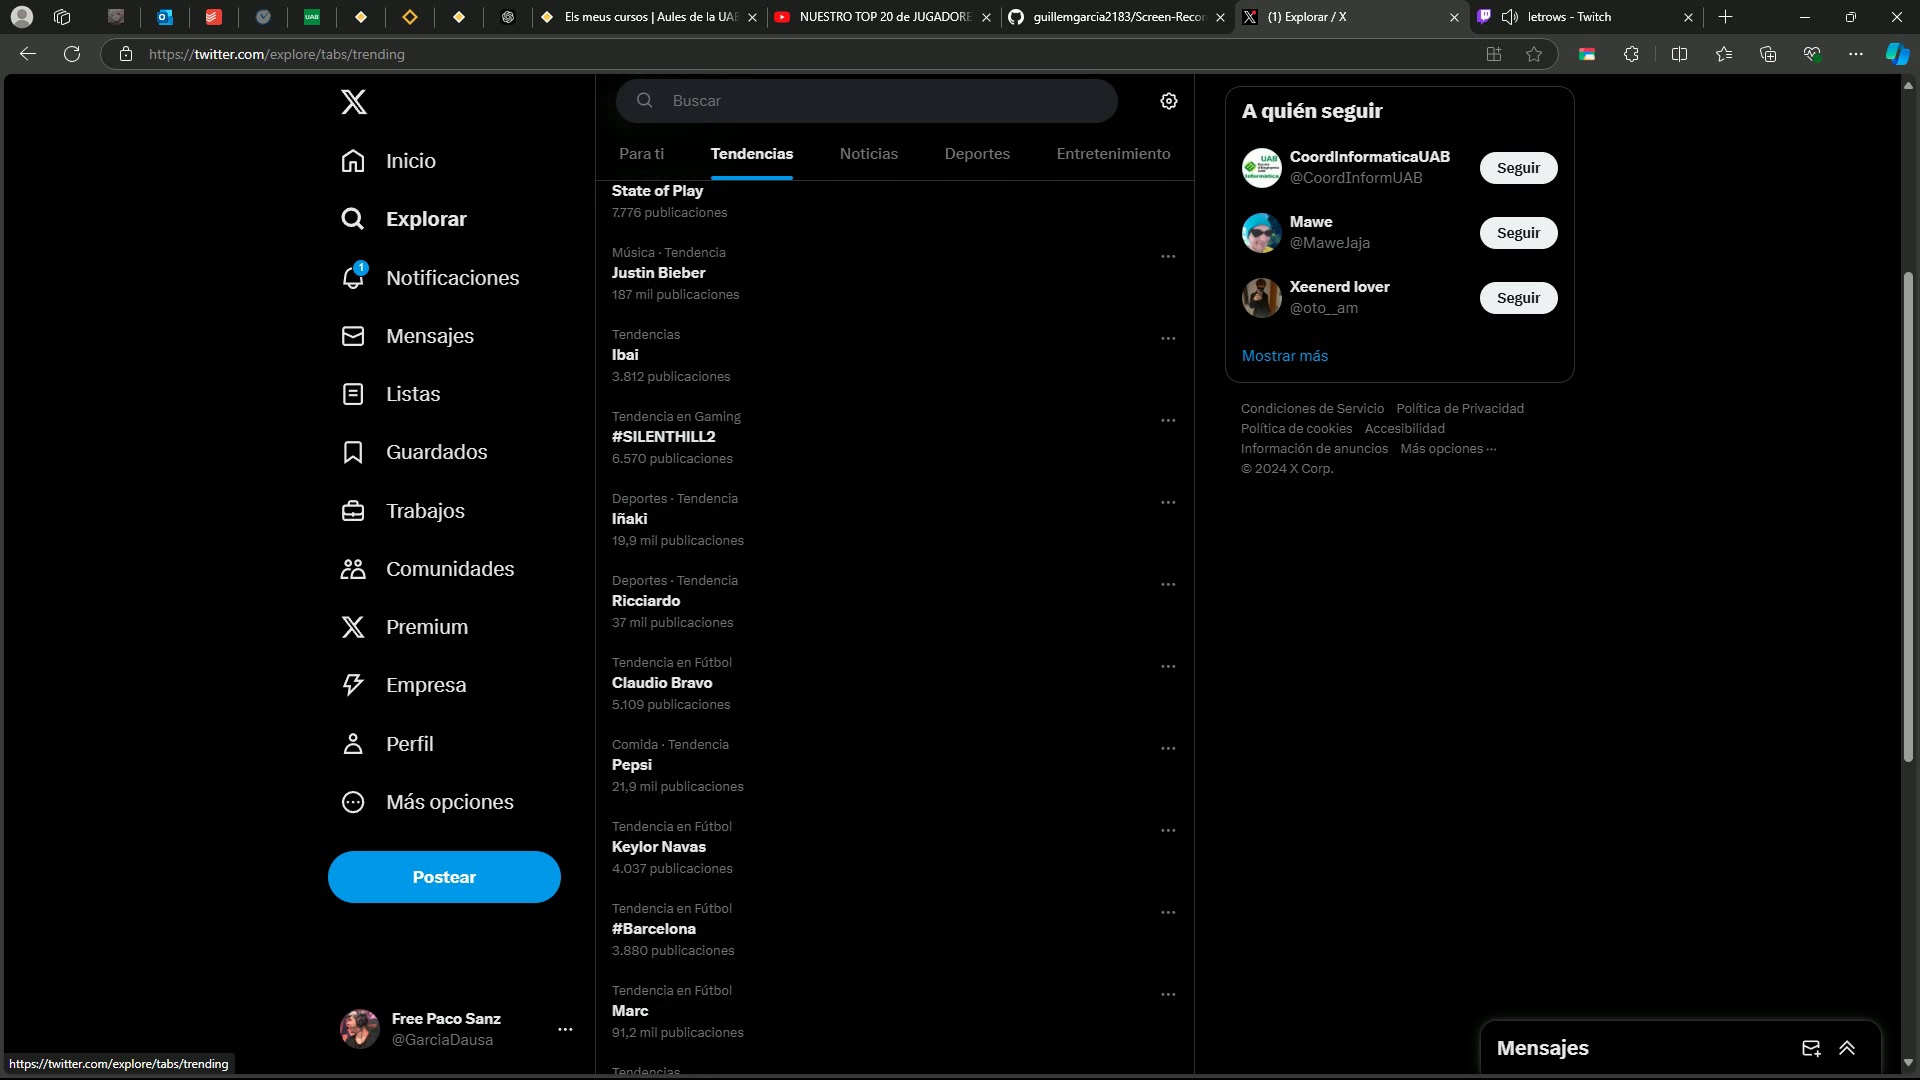 UAB
Els meus cursos | Aules de la UAB
NUESTRO TOP 20 de JUGADORE
guillemgarcia2183/Screen-Recor
(1) Explorar / X
letrows - Twitch
https://twitter.com/explore/tabs/trending
Inicio
Explorar
1
Notificaciones
Mensajes
Listas
Guardados
Trabajos
Comunidades
Premium
Empresa
Perfil
Más opciones
Postear
Free Paco Sanz
@GarciaDausa
https://twitter.com/explore/tabs/trending
Buscar
Para ti
Tendencias
Noticias
Deportes
Entretenimiento
State of Play
7.776 publicaciones
Música · Tendencia
Justin Bieber
187 mil publicaciones
Tendencias
Ibai
3.812 publicaciones
Tendencia en Gaming
#SILENTHILL2
6.570 publicaciones
Deportes · Tendencia
Iñaki
19,9 mil publicaciones
Deportes · Tendencia
Ricciardo
37 mil publicaciones
Tendencia en Fútbol
Claudio Bravo
5.109 publicaciones
Comida · Tendencia
Pepsi
21,9 mil publicaciones
Tendencia en Fútbol
Keylor Navas
4.037 publicaciones
Tendencia en Fútbol
#Barcelona
3.880 publicaciones
Tendencia en Fútbol
Marc
91,2 mil publicaciones
Tendencias
A quién seguir
CoordInformaticaUAB
@CoordInformUAB
Seguir
Mawe
@MaweJaja
Seguir
Xeenerd lover
@oto__am
Seguir
Mostrar más
Condiciones de Servicio Política de Privacidad
Política de cookies Accesibilidad
Información de anuncios Más opciones ···
© 2024 X Corp.
Mensajes